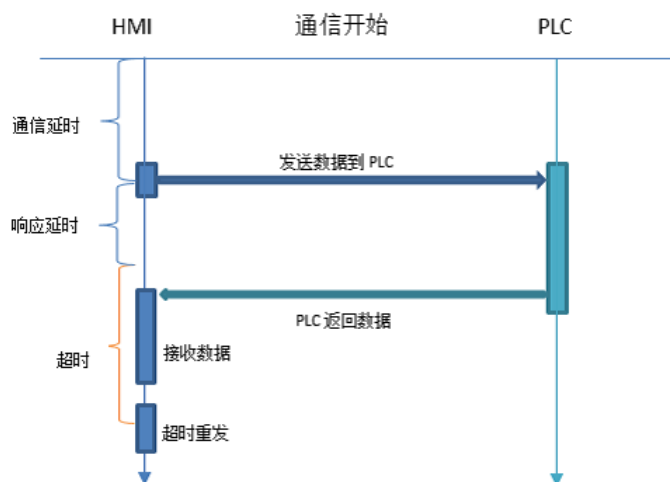 HMI 通信开始 PLC
通信延时
发送数据到 PLC
响应延时
PLC 返回数据
接收数据
超时
超时重发